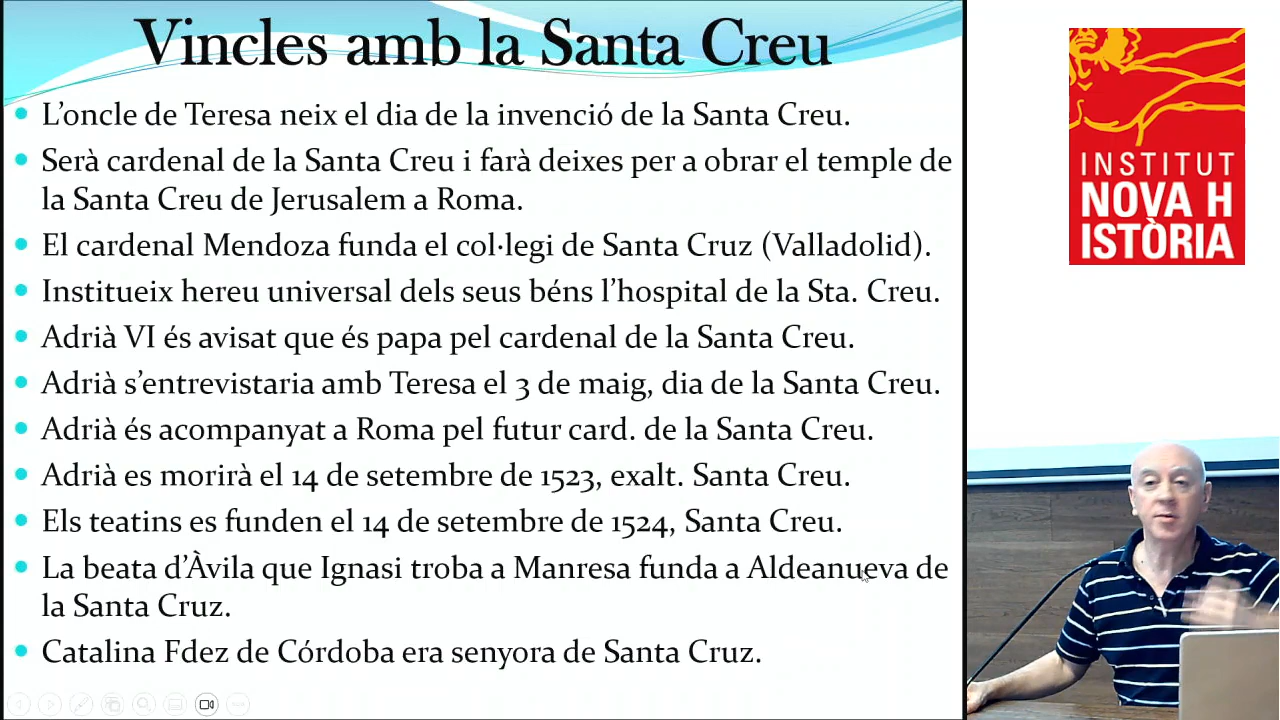 Vincles amb la Santa Creu
L'oncle de Teresa neix el dia de la invenció de la Santa Creu.
Serà cardenal de la Santa Creu i farà deixes per a obrar el temple de
la Santa Creu de Jerusalem a Roma.
El cardenal Mendoza funda el col·legi de Santa Cruz (Valladolid).
Institueix hereu universal dels seus béns l'hospital de la Sta. Creu.
Adrià VI és avisat que és papa pel cardenal de la Santa Creu.
Adrià s'entrevistaria amb Teresa el 3 de maig, dia de la Santa Creu.
Adrià és acompanyat a Roma pel futur card. de la Santa Creu.
Adrià es morirà el 14 de setembre de 1523, exalt. Santa Creu.
Els teatins es funden el 14 de setembre de 1524, Santa Creu.
La beata d'Àvila que Ignasi troba a Manresa funda a Aldeanueva de
la Santa Cruz.
Catalina Fdez de Córdoba era senyora de Santa Cruz.
INSTITUT
NOVA H
ISTÒRIA